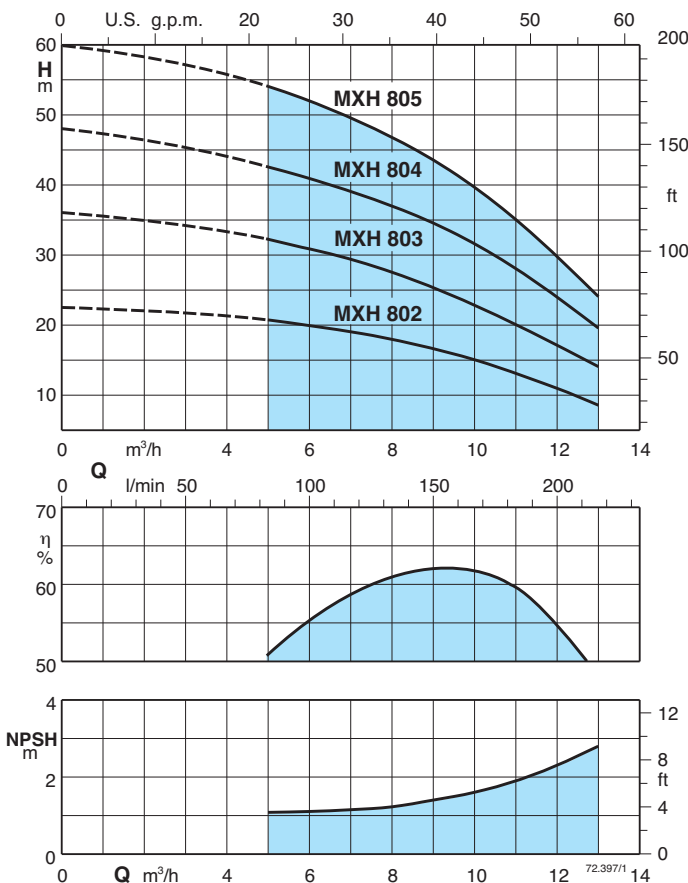 0 U.S. g.p.m. 20 30 40 50 60
60 200
H
m
MXH 805
50 150
MXH 804
40 ft
MXH 803
30 100
MXH 802
20 50
10
0 m³/h 4 6 8 10 12 14
Q
0 l/min 50 100 150 200
70
η
%
60
50
4 12
NPSH
m
8
2 ft
4
0 0
72.397/1
0 Q m³/h 4 6 8 10 12 14